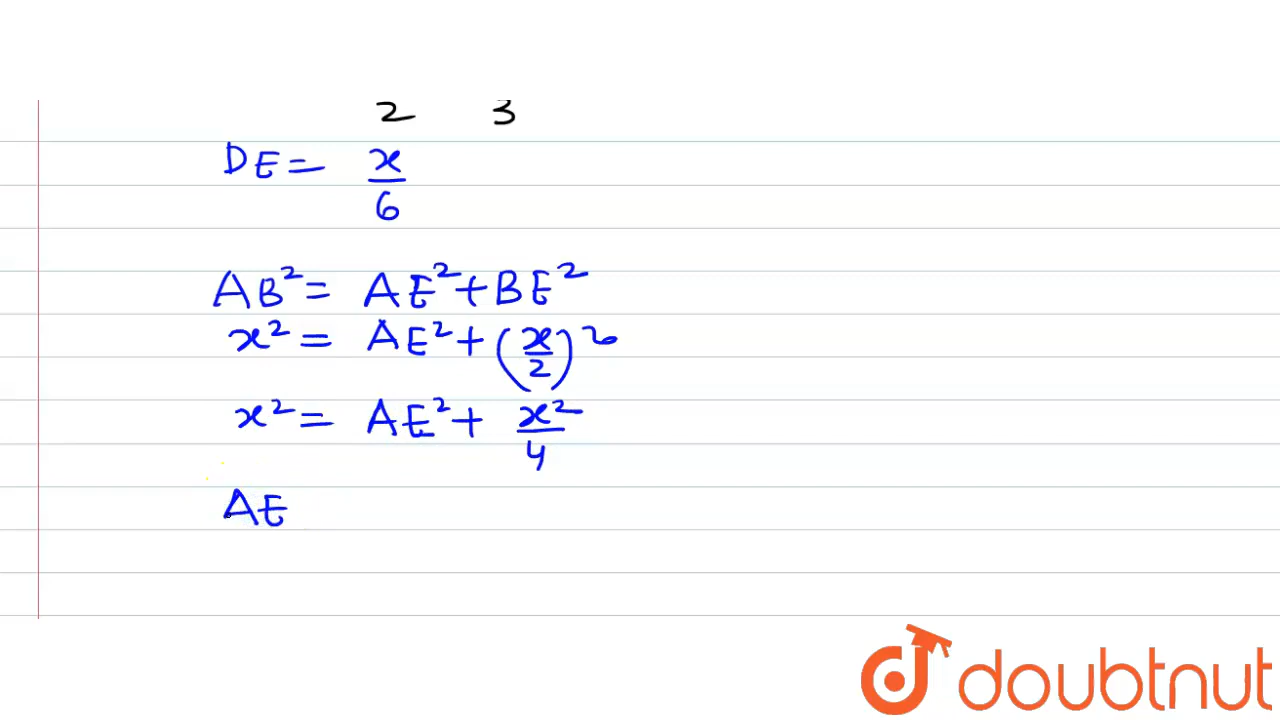 2 3
DE = x/6
AB² = AE² + BE²
x² = AE² + (x/2)²
x² = AE² + x²/4
AE
doubtnut